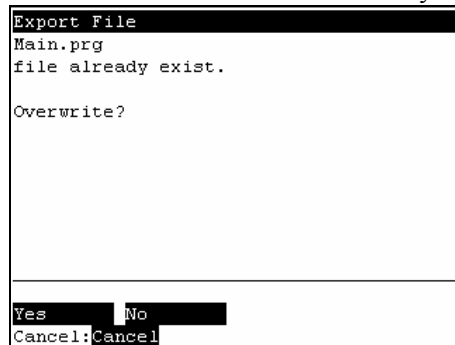 Export File
Main.prg
file already exist.
Overwrite?
Yes No
Cancel:Cancel